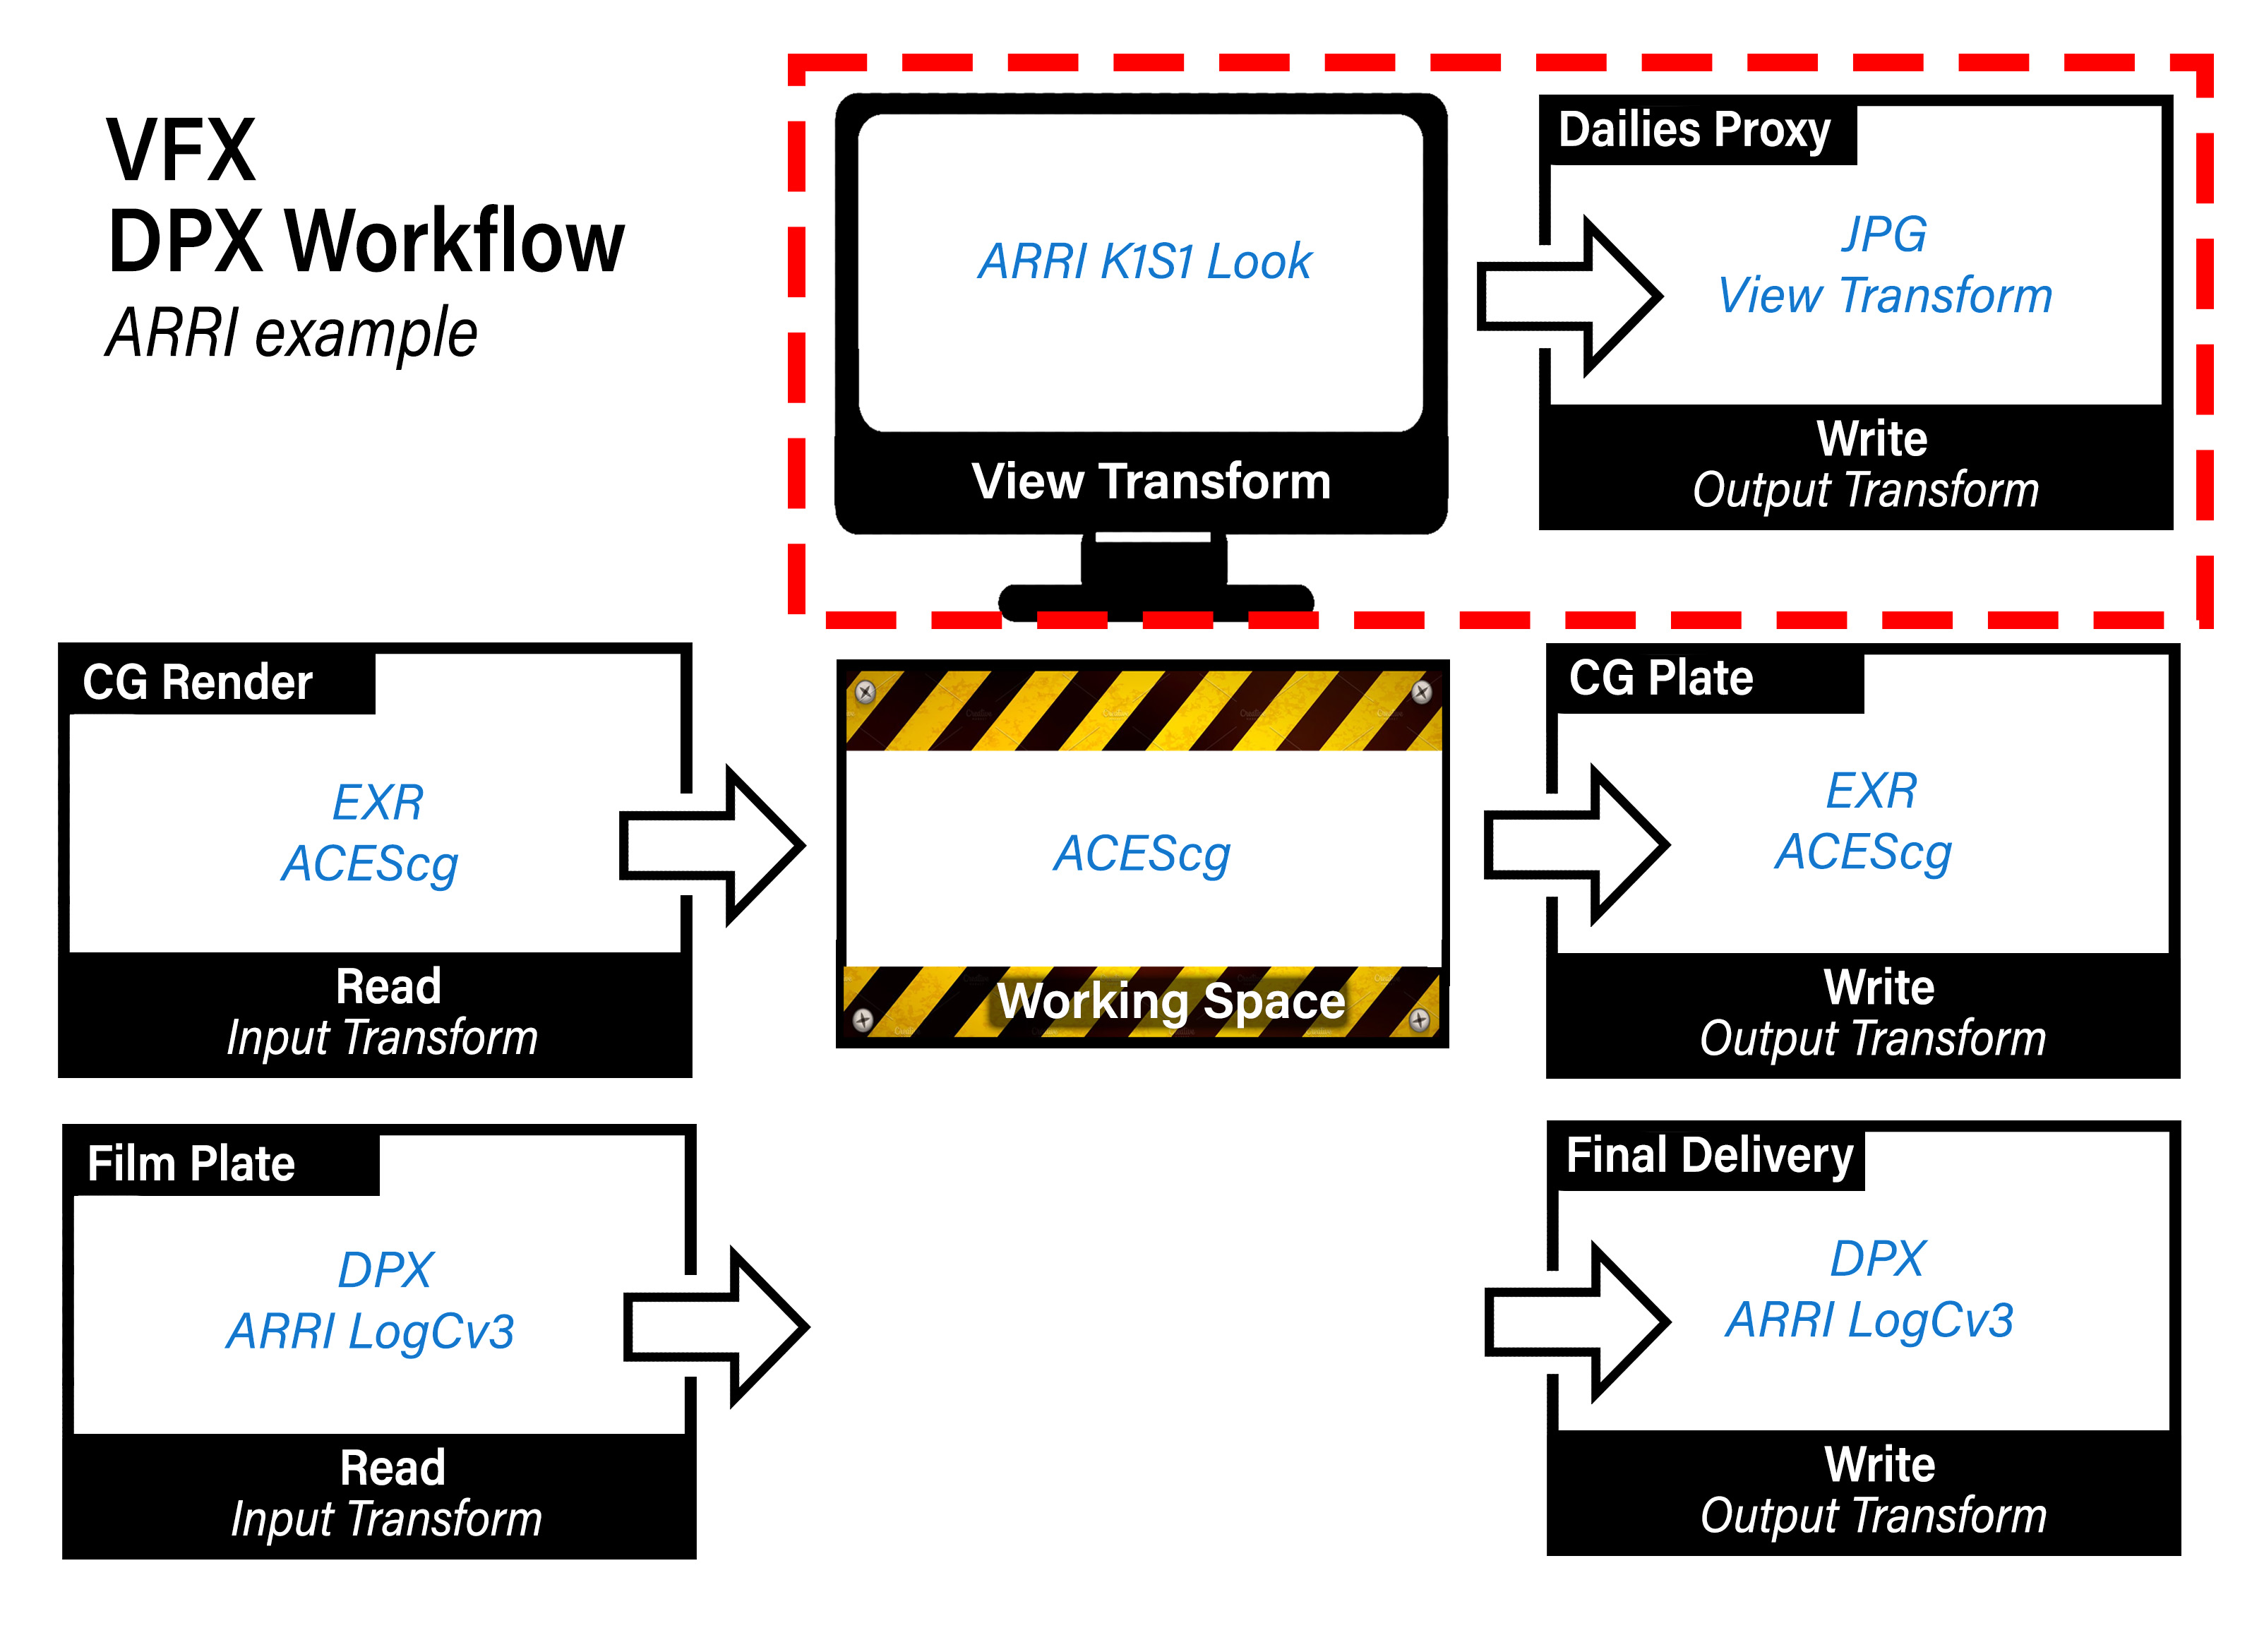 VFX
DPX Workflow
ARRI example
ARRI K1S1 Look
View Transform
Dailies Proxy
JPG
View Transform
Write
Output Transform
CG Render
EXR
ACEScg
Read
Input Transform
ACEScg
Working Space
CG Plate
EXR
ACEScg
Write
Output Transform
Film Plate
DPX
ARRI LogCv3
Read
Input Transform
Final Delivery
DPX
ARRI LogCv3
Write
Output Transform